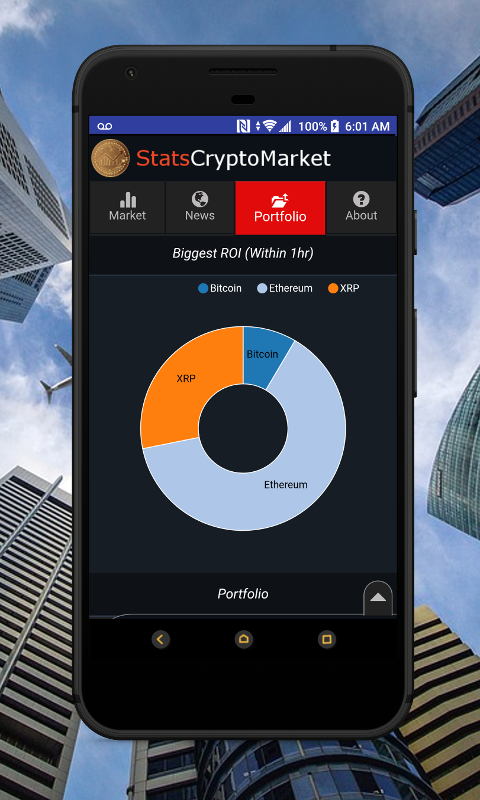 100% 6:01 AM
StatsCryptoMarket
Market News Portfolio About
Biggest ROI (Within 1hr)
Bitcoin Ethereum XRP
Bitcoin
XRP
Ethereum
Portfolio